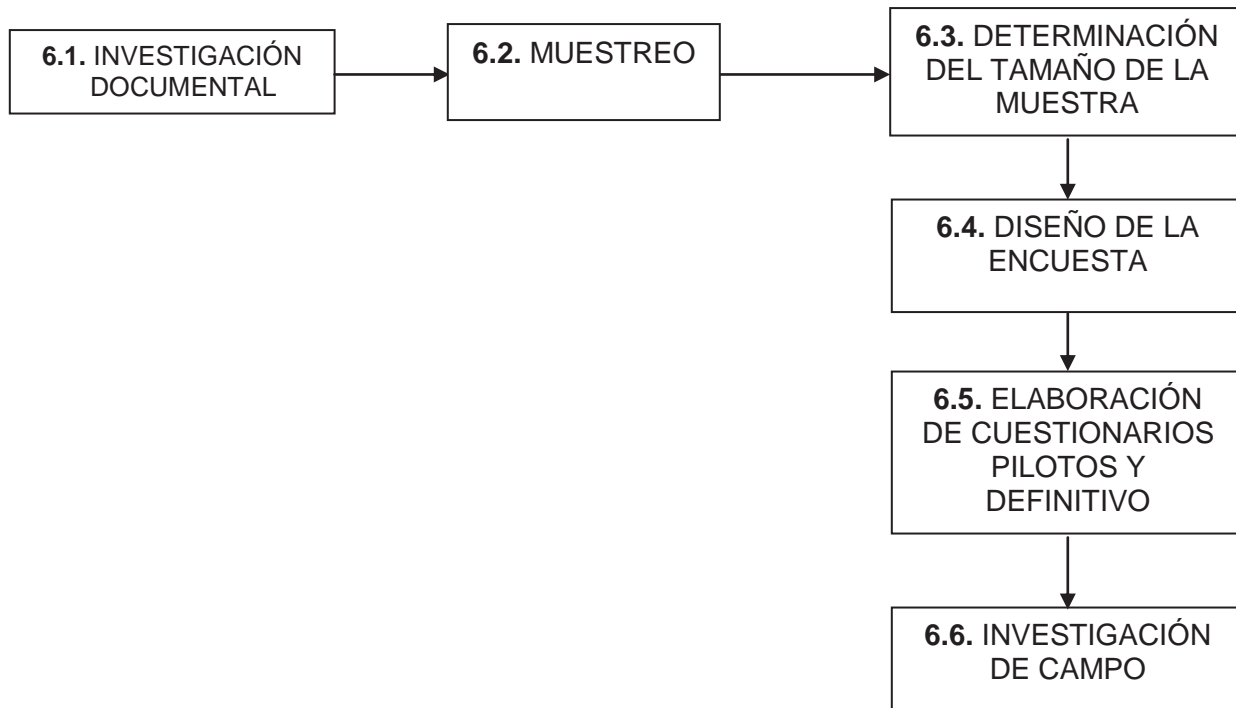 6.1. INVESTIGACIÓN
DOCUMENTAL
6.2. MUESTREO
6.3. DETERMINACIÓN
DEL TAMAÑO DE LA
MUESTRA
6.4. DISEÑO DE LA
ENCUESTA
6.5. ELABORACIÓN
DE CUESTIONARIOS
PILOTOS Y
DEFINITIVO
6.6. INVESTIGACIÓN
DE CAMPO